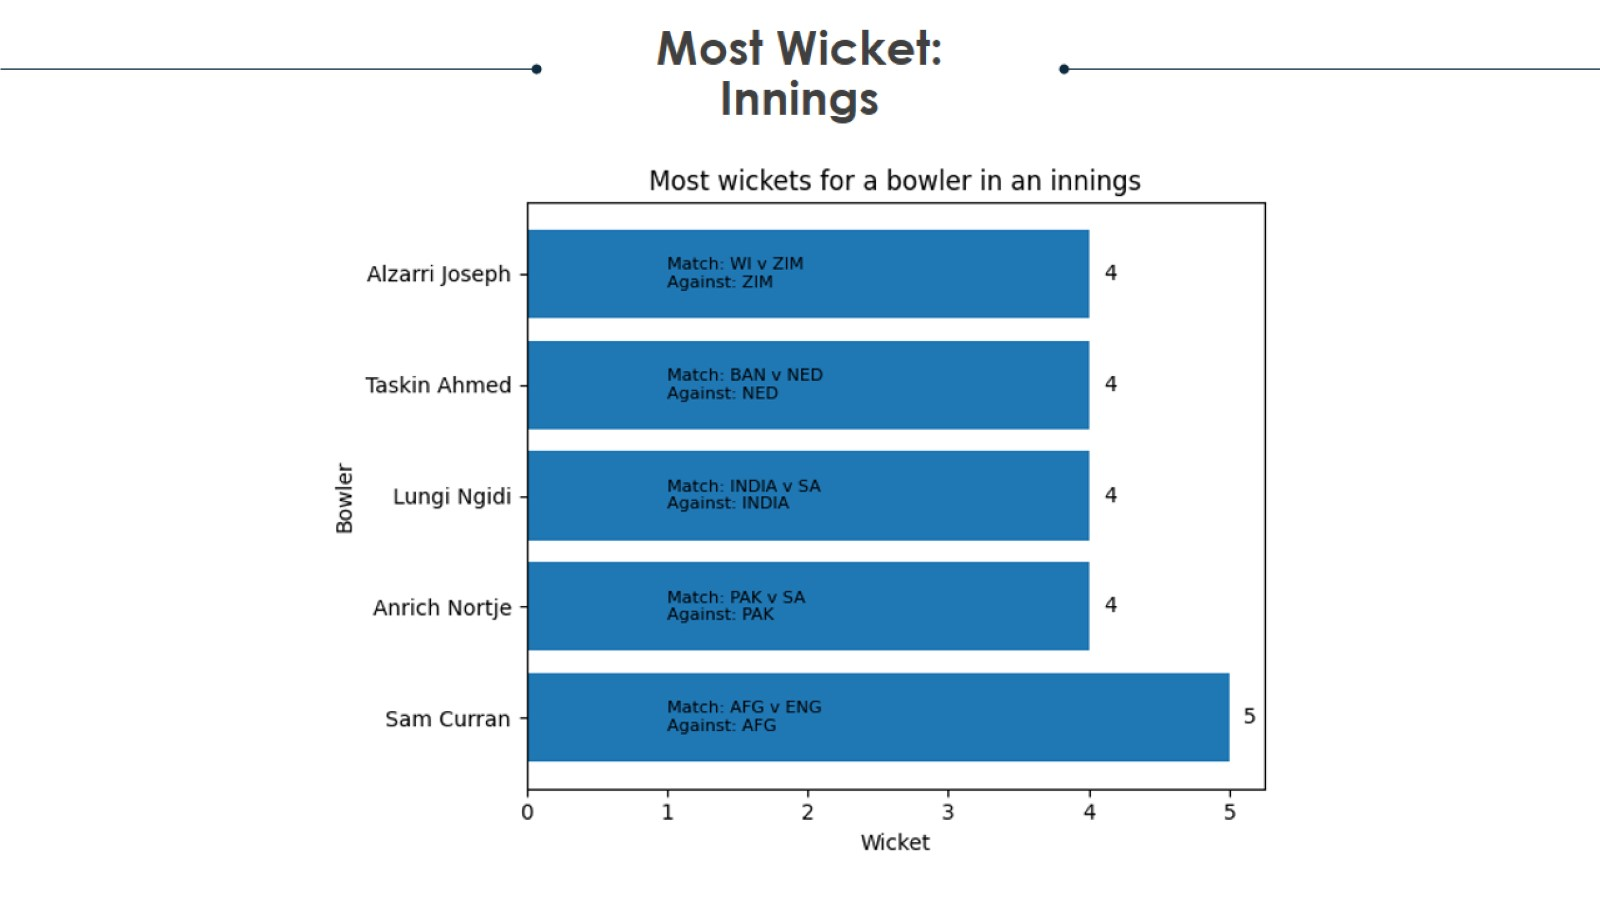 Most Wicket:
Innings
Most wickets for a bowler in an innings
Bowler
Alzarri Joseph
Match: WI v ZIM
Against: ZIM
4
Taskin Ahmed
Match: BAN v NED
Against: NED
4
Lungi Ngidi
Match: INDIA v SA
Against: INDIA
4
Anrich Nortje
Match: PAK v SA
Against: PAK
4
Sam Curran
Match: AFG v ENG
Against: AFG
5
0 1 2 3 4 5
Wicket